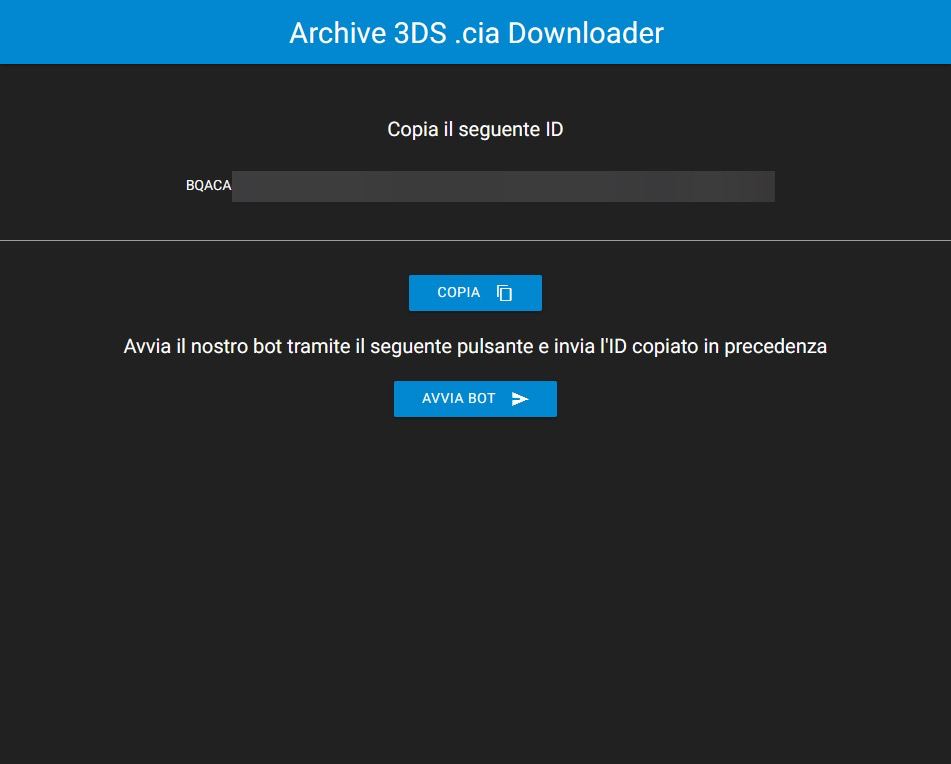 Archive 3DS .cia Downloader
Copia il seguente ID
BQACA
COPIA
Avvia il nostro bot tramite il seguente pulsante e invia l'ID copiato in precedenza
AVVIA BOT